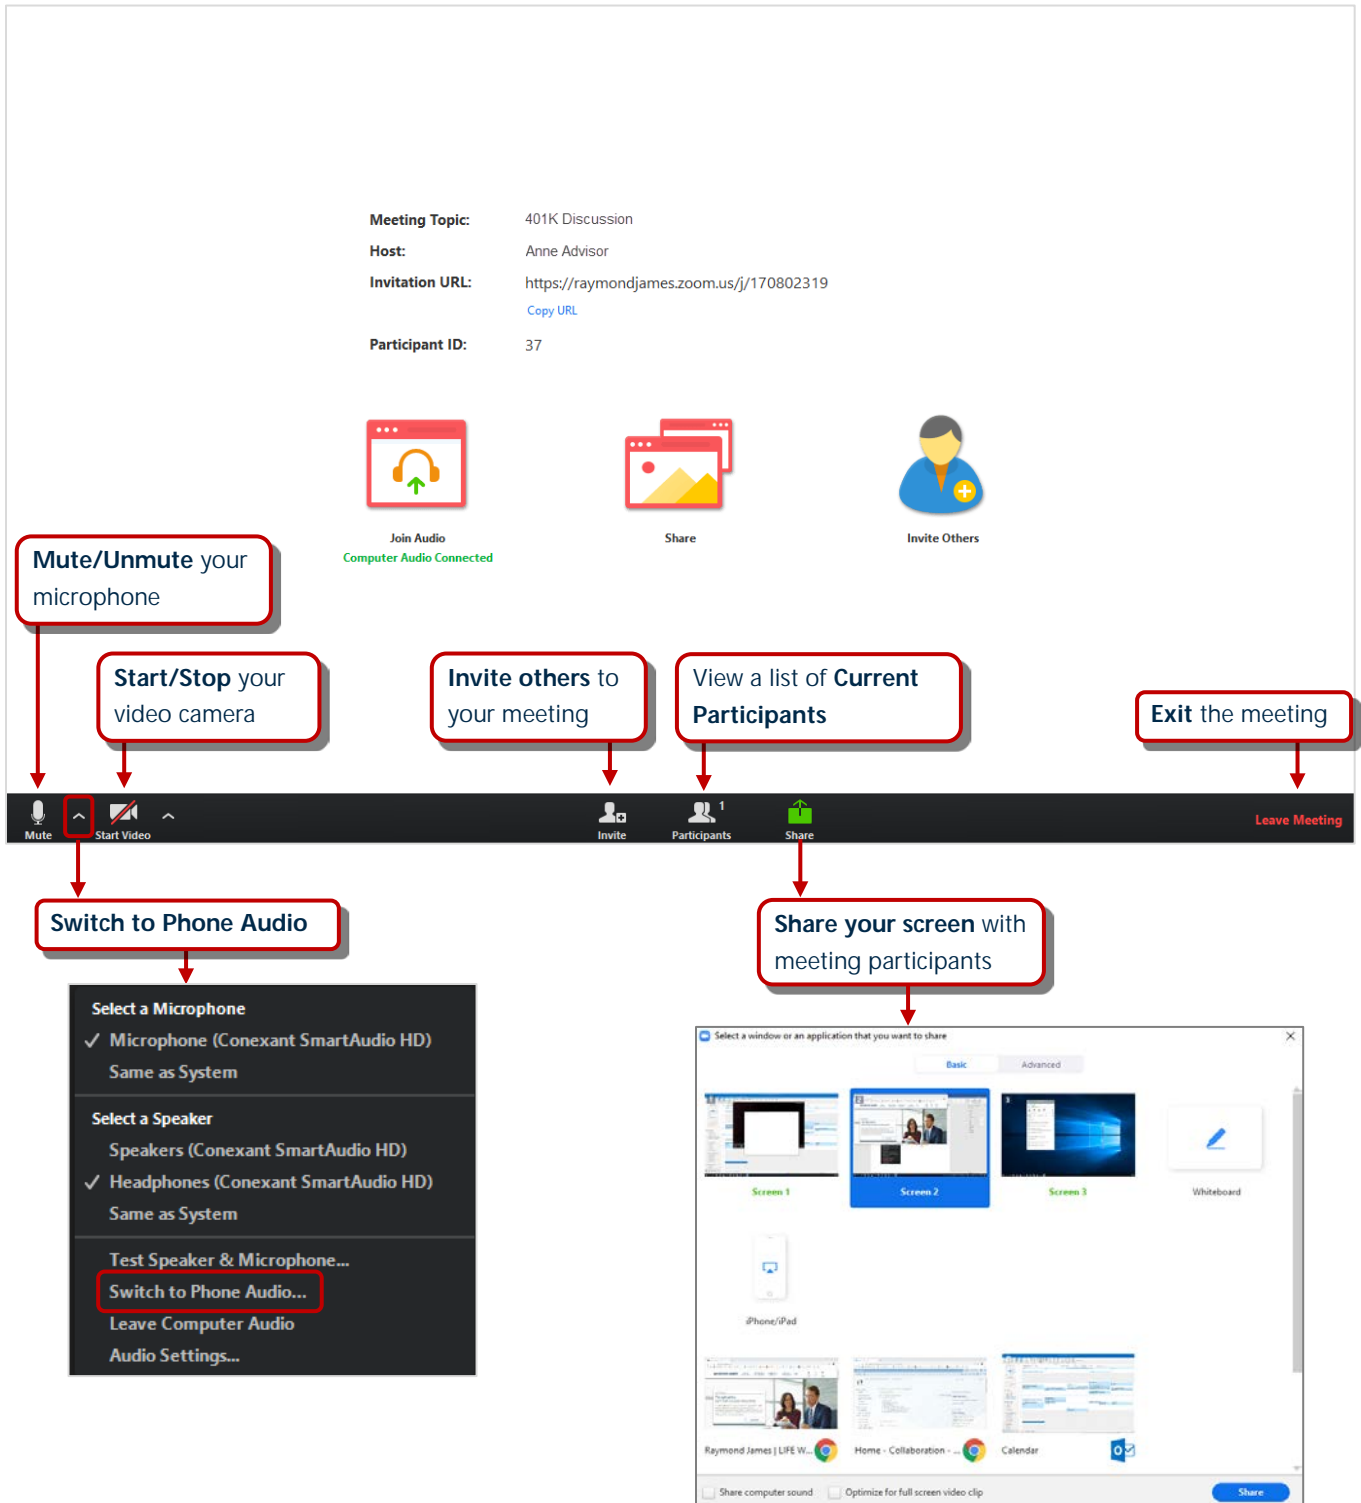 Meeting Topic: 401K Discussion
Host: Anne Advisor
Invitation URL: https://raymondjames.zoom.us/j/170802319
Copy URL
Participant ID: 37
Join Audio
Computer Audio Connected
Share
Invite Others
Mute/Unmute your
microphone
Start/Stop your
video camera
Invite others to
your meeting
View a list of Current
Participants
Exit the meeting
Mute
Start Video
Invite
1
Participants
Share
Leave Meeting
Switch to Phone Audio
Select a Microphone
✓ Microphone (Conexant SmartAudio HD)
Same as System
Select a Speaker
Speakers (Conexant SmartAudio HD)
✓ Headphones (Conexant SmartAudio HD)
Same as System
Test Speaker & Microphone...
Switch to Phone Audio...
Leave Computer Audio
Audio Settings...
Share your screen with
meeting participants
Select a window or an application that you want to share
Basic Advanced
Screen 1
Screen 2
Screen 3
Whiteboard
iPhone/iPad
Raymond James | LIFE W...
Home - Collaboration - ...
Calendar
Share computer sound
Optimize for full screen video clip
Share